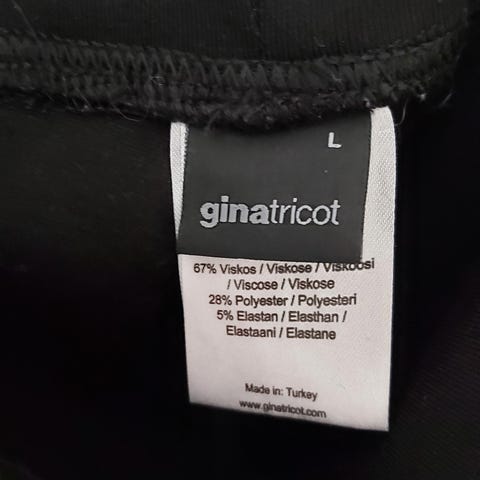 L
ginatricot
67% Viskos / Viskose / Viskoosi
/ Viscose / Viskose
28% Polyester / Polyesteri
5% Elastan / Elasthan /
Elastaani / Elastane
Made in: Turkey
www.ginatricot.com